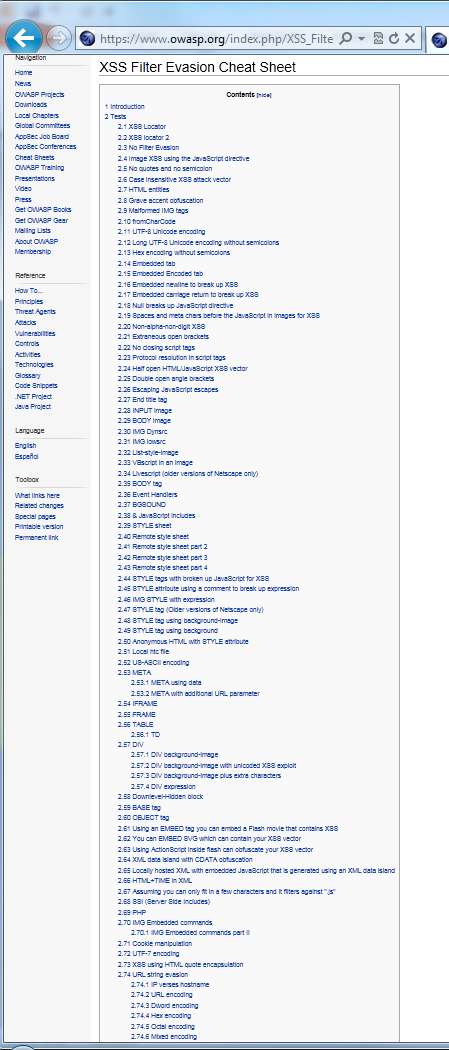 https://www.owasp.org/index.php/XSS_Filte
Navigation
Home
News
OWASP Projects
Downloads
Local Chapters
Global Committees
AppSec Job Board
AppSec Conferences
Cheat Sheets
OWASP Training
Presentations
Video
Press
Get OWASP Books
Get OWASP Gear
Mailing Lists
About OWASP
Membership
Reference
How To...
Principles
Threat Agents
Attacks
Vulnerabilities
Controls
Activities
Technologies
Glossary
Code Snippets
.NET Project
Java Project
Language
English
Español
Toolbox
What links here
Related changes
Special pages
Printable version
Permanent link
XSS Filter Evasion Cheat Sheet
Contents [hide]
1 Introduction
2 Tests
2.1 XSS Locator
2.2 XSS locator 2
2.3 No Filter Evasion
2.4 Image XSS using the JavaScript directive
2.5 No quotes and no semicolon
2.6 Case insensitive XSS attack vector
2.7 HTML entities
2.8 Grave accent obfuscation
2.9 Malformed IMG tags
2.10 fromCharCode
2.11 UTF-8 Unicode encoding
2.12 Long UTF-8 Unicode encoding without semicolons
2.13 Hex encoding without semicolons
2.14 Embedded tab
2.15 Embedded Encoded tab
2.16 Embedded newline to break up XSS
2.17 Embedded carriage return to break up XSS
2.18 Null breaks up JavaScript directive
2.19 Spaces and meta chars before the JavaScript in images for XSS
2.20 Non-alpha-non-digit XSS
2.21 Extraneous open brackets
2.22 No closing script tags
2.23 Protocol resolution in script tags
2.24 Half open HTML/JavaScript XSS vector
2.25 Double open angle brackets
2.26 Escaping JavaScript escapes
2.27 End title tag
2.28 INPUT image
2.29 BODY image
2.30 IMG Dynsrc
2.31 IMG lowsrc
2.32 List-style-image
2.33 VBscript in an image
2.34 Livescript (older versions of Netscape only)
2.35 BODY tag
2.36 Event Handlers
2.37 BGSOUND
2.38 & JavaScript includes
2.39 STYLE sheet
2.40 Remote style sheet
2.41 Remote style sheet part 2
2.42 Remote style sheet part 3
2.43 Remote style sheet part 4
2.44 STYLE tags with broken up JavaScript for XSS
2.45 STYLE attribute using a comment to break up expression
2.46 IMG STYLE with expression
2.47 STYLE tag (Older versions of Netscape only)
2.48 STYLE tag using background-image
2.49 STYLE tag using background
2.50 Anonymous HTML with STYLE attribute
2.51 Local htc file
2.52 US-ASCII encoding
2.53 META
2.53.1 META using data
2.53.2 META with additional URL parameter
2.54 IFRAME
2.55 FRAME
2.56 TABLE
2.56.1 TD
2.57 DIV
2.57.1 DIV background-image
2.57.2 DIV background-image with unicoded XSS exploit
2.57.3 DIV background-image plus extra characters
2.57.4 DIV expression
2.58 Downlevel-Hidden block
2.59 BASE tag
2.60 OBJECT tag
2.61 Using an EMBED tag you can embed a Flash movie that contains XSS
2.62 You can EMBED SVG which can contain your XSS vector
2.63 Using ActionScript inside flash can obfuscate your XSS vector
2.64 XML data island with CDATA obfuscation
2.65 Locally hosted XML with embedded JavaScript that is generated using an XML data island
2.66 HTML+TIME in XML
2.67 Assuming you can only fit in a few characters and it filters against ".js"
2.68 SSI (Server Side Includes)
2.69 PHP
2.70 IMG Embedded commands
2.70.1 IMG Embedded commands part II
2.71 Cookie manipulation
2.72 UTF-7 encoding
2.73 XSS using HTML quote encapsulation
2.74 URL string evasion
2.74.1 IP verses hostname
2.74.2 URL encoding
2.74.3 Dword encoding
2.74.4 Hex encoding
2.74.5 Octal encoding
2.74.6 Mixed encoding